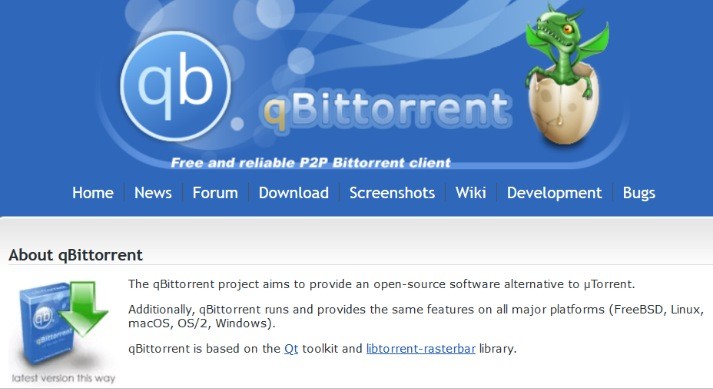 qb
qBittorrent
Free and reliable P2P Bittorrent client
Home News Forum Download Screenshots Wiki Development Bugs
About qBittorrent
qb
qBittorrent
latest version this way
The qBittorrent project aims to provide an open-source software alternative to µTorrent.
Additionally, qBittorrent runs and provides the same features on all major platforms (FreeBSD, Linux,
macOS, OS/2, Windows).
qBittorrent is based on the Qt toolkit and libtorrent-rasterbar library.